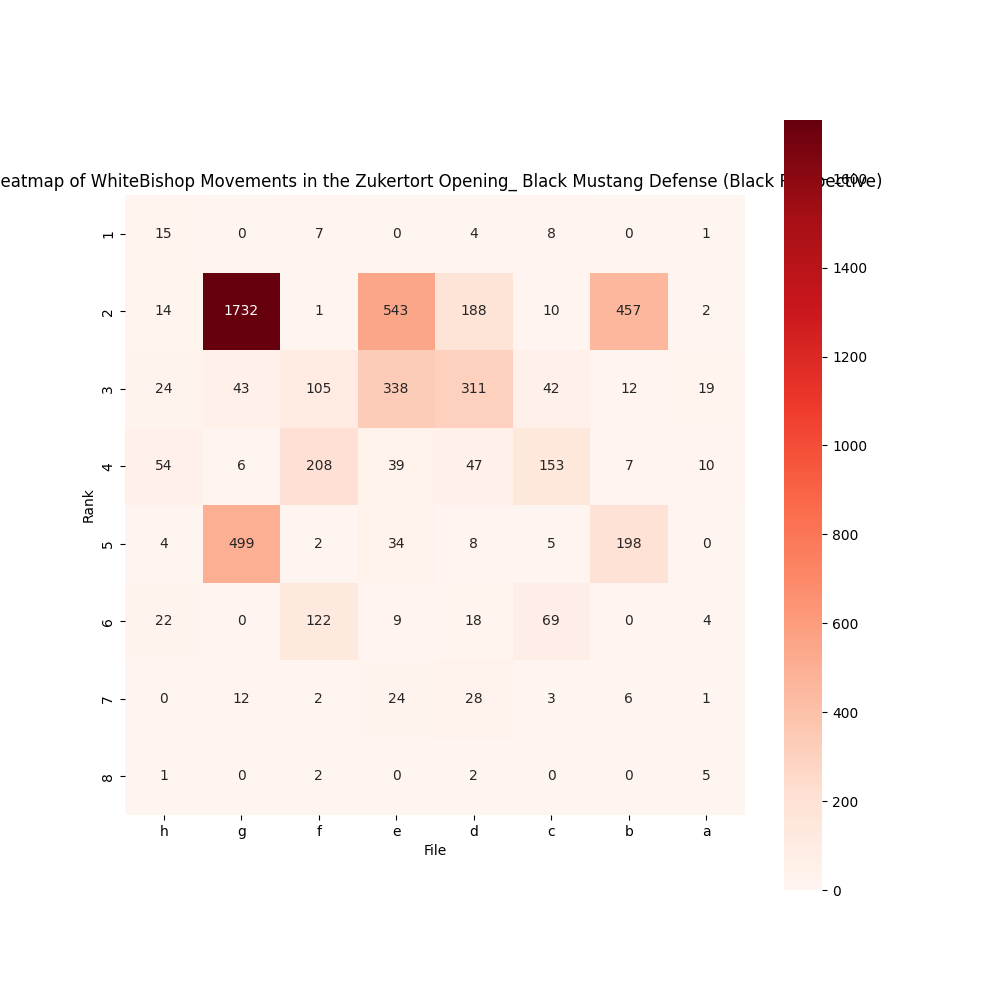 eatmap of WhiteBishop Movements in the Zukertort Opening_ Black Mustang Defense (Black Perspective)
1 15 0 7 0 4 8 0 1
2 14 1732 1 543 188 10 457 2
3 24 43 105 338 311 42 12 19
4 54 6 208 39 47 153 7 10
5 4 499 2 34 8 5 198 0
6 22 0 122 9 18 69 0 4
7 0 12 2 24 28 3 6 1
8 1 0 2 0 2 0 0 5
Rank
h g f e d c b a
File
1600
1400
1200
1000
800
600
400
200
0